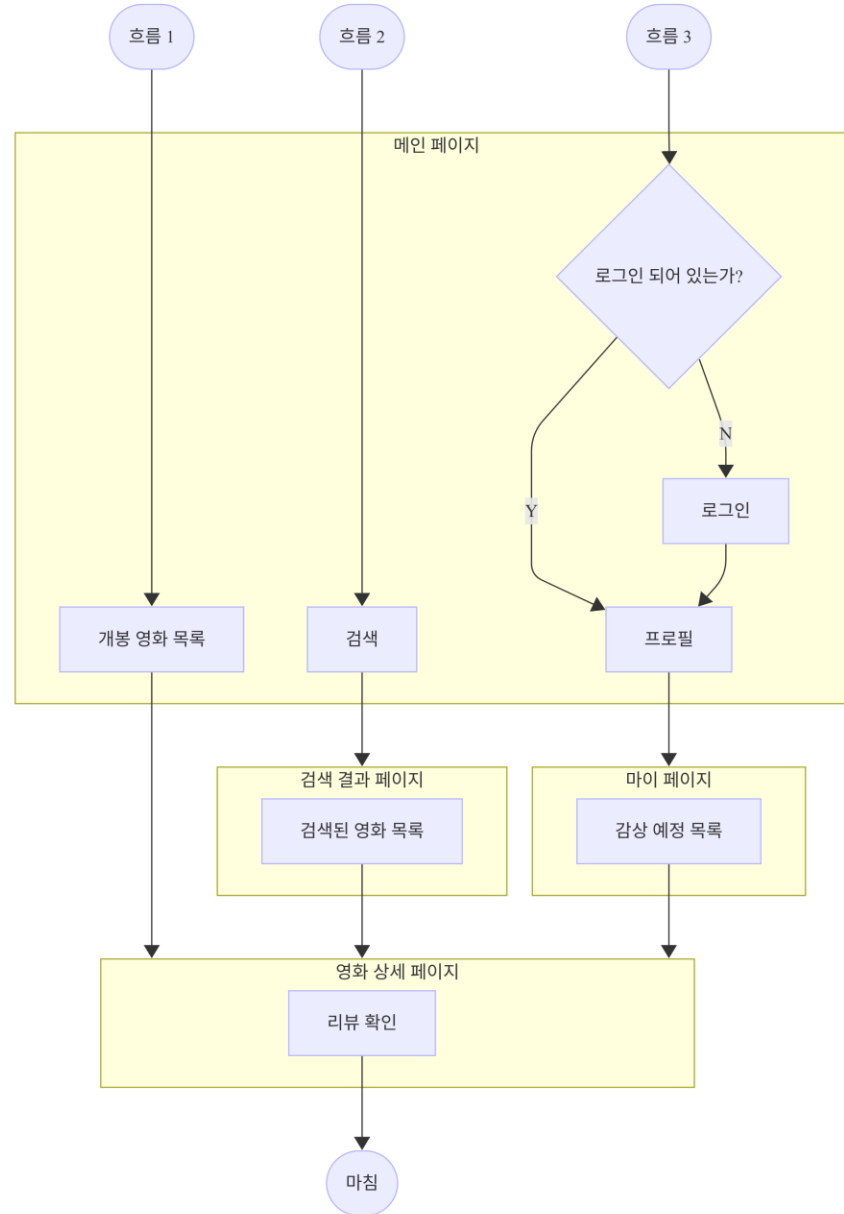 흐름 1
흐름 2
흐름 3
메인 페이지
로그인 되어 있는가?
N
Y
로그인
개봉 영화 목록
검색
프로필
검색 결과 페이지
마이 페이지
검색된 영화 목록
감상 예정 목록
영화 상세 페이지
리뷰 확인
마침